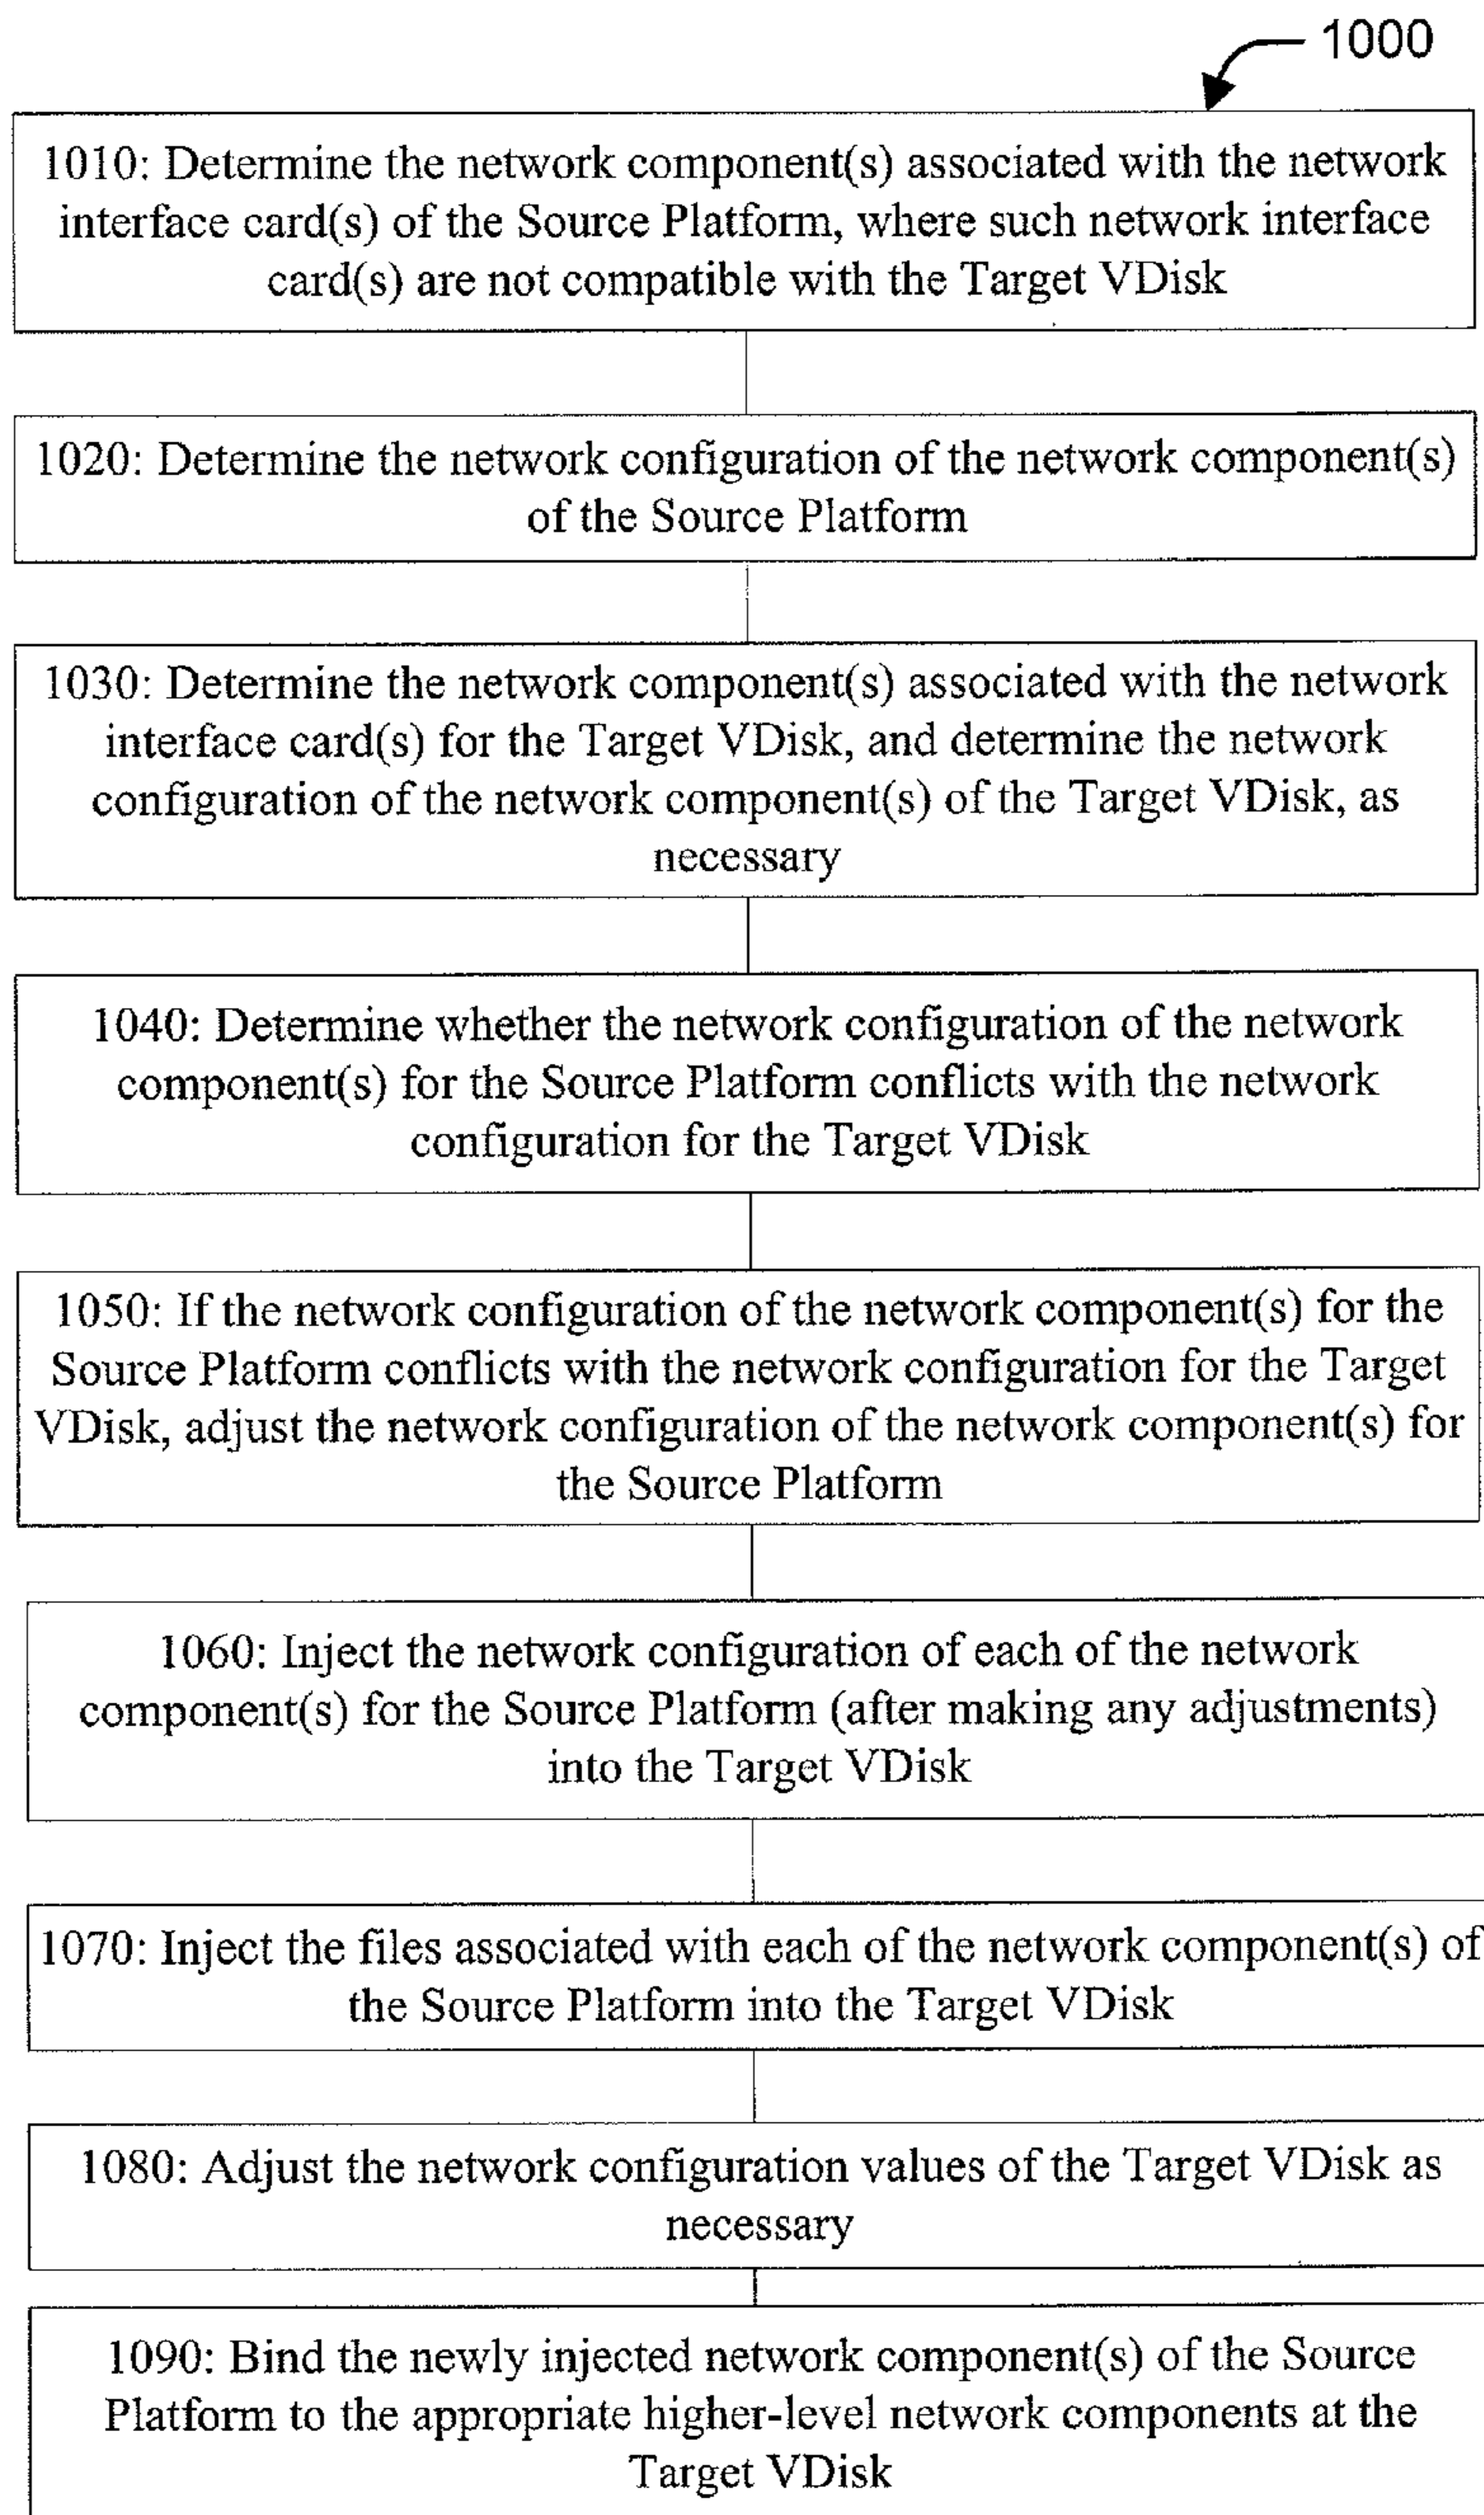 1000
1010: Determine the network component(s) associated with the network
interface card(s) of the Source Platform, where such network interface
card(s) are not compatible with the Target VDisk
1020: Determine the network configuration of the network component(s)
of the Source Platform
1030: Determine the network component(s) associated with the network
interface card(s) for the Target VDisk, and determine the network
configuration of the network component(s) of the Target VDisk, as
necessary
1040: Determine whether the network configuration of the network
component(s) for the Source Platform conflicts with the network
configuration for the Target VDisk
1050: If the network configuration of the network component(s) for the
Source Platform conflicts with the network configuration for the Target
VDisk, adjust the network configuration of the network component(s) for
the Source Platform
1060: Inject the network configuration of each of the network
component(s) for the Source Platform (after making any adjustments)
into the Target VDisk
1070: Inject the files associated with each of the network component(s) of
the Source Platform into the Target VDisk
1080: Adjust the network configuration values of the Target VDisk as
necessary
1090: Bind the newly injected network component(s) of the Source
Platform to the appropriate higher-level network components at the
Target VDisk